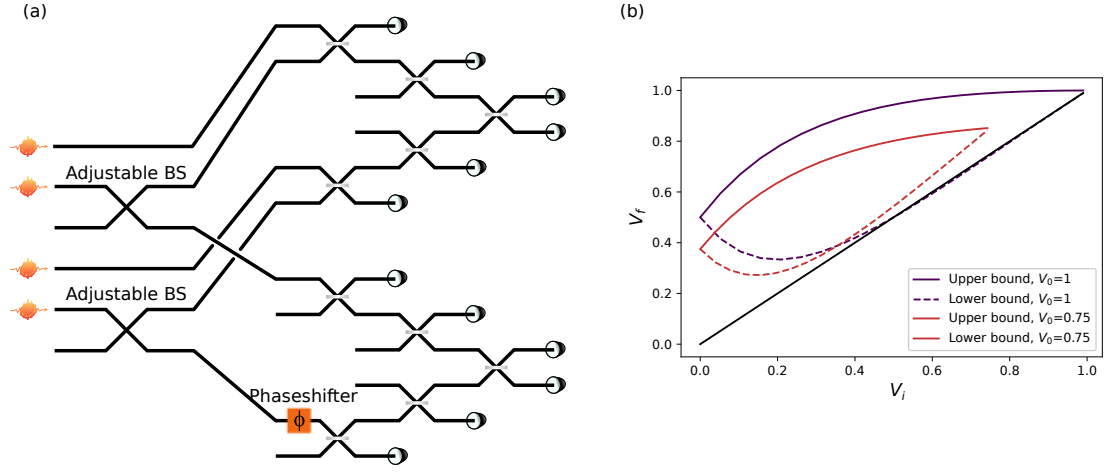 (a)
Adjustable BS
Adjustable BS
Phaseshifter
ϕ
(b)
1.0
0.8
0.6
0.4
0.2
0.0
V_f
0.0 0.2 0.4 0.6 0.8 1.0
V_i
Upper bound, V_0=1
Lower bound, V_0=1
Upper bound, V_0=0.75
Lower bound, V_0=0.75